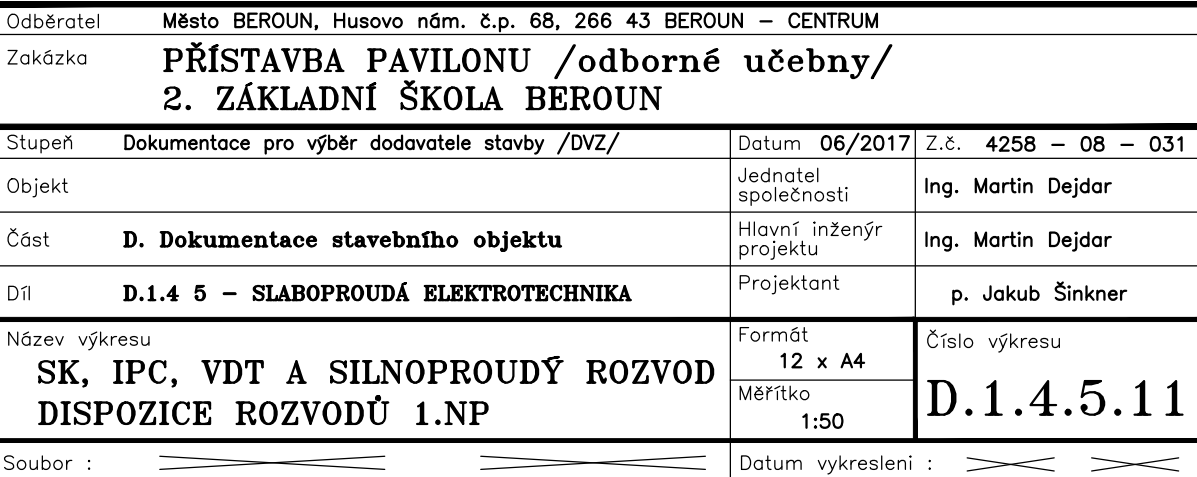 Odběratel Město BEROUN, Husovo nám. č.p. 68, 266 43 BEROUN – CENTRUM
Zakázka PŘÍSTAVBA PAVILONU /odborné učebny/
2. ZÁKLADNÍ ŠKOLA BEROUN
Stupeň Dokumentace pro výběr dodavatele stavby /DVZ/ Datum 06/2017 Z.č. 4258 – 08 – 031
Objekt Jednatel společnosti Ing. Martin Dejdar
Část D. Dokumentace stavebního objektu Hlavní inženýr projektu Ing. Martin Dejdar
Díl D.1.4 5 – SLABOPROUDÁ ELEKTROTECHNIKA Projektant p. Jakub Šinkner
Název výkresu
SK, IPC, VDT A SILNOPROUDÝ ROZVOD
DISPOZICE ROZVODŮ 1.NP
Formát
12 x A4
Měřítko
1:50
Číslo výkresu
D.1.4.5.11
Soubor : Datum vykresleni :